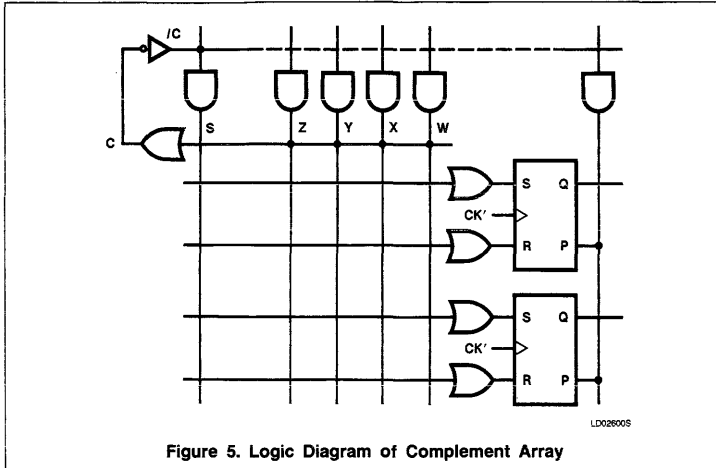 /C
S Z Y X W
C
S Q
CK'
R P
S Q
CK'
R P
LD02600S
Figure 5. Logic Diagram of Complement Array